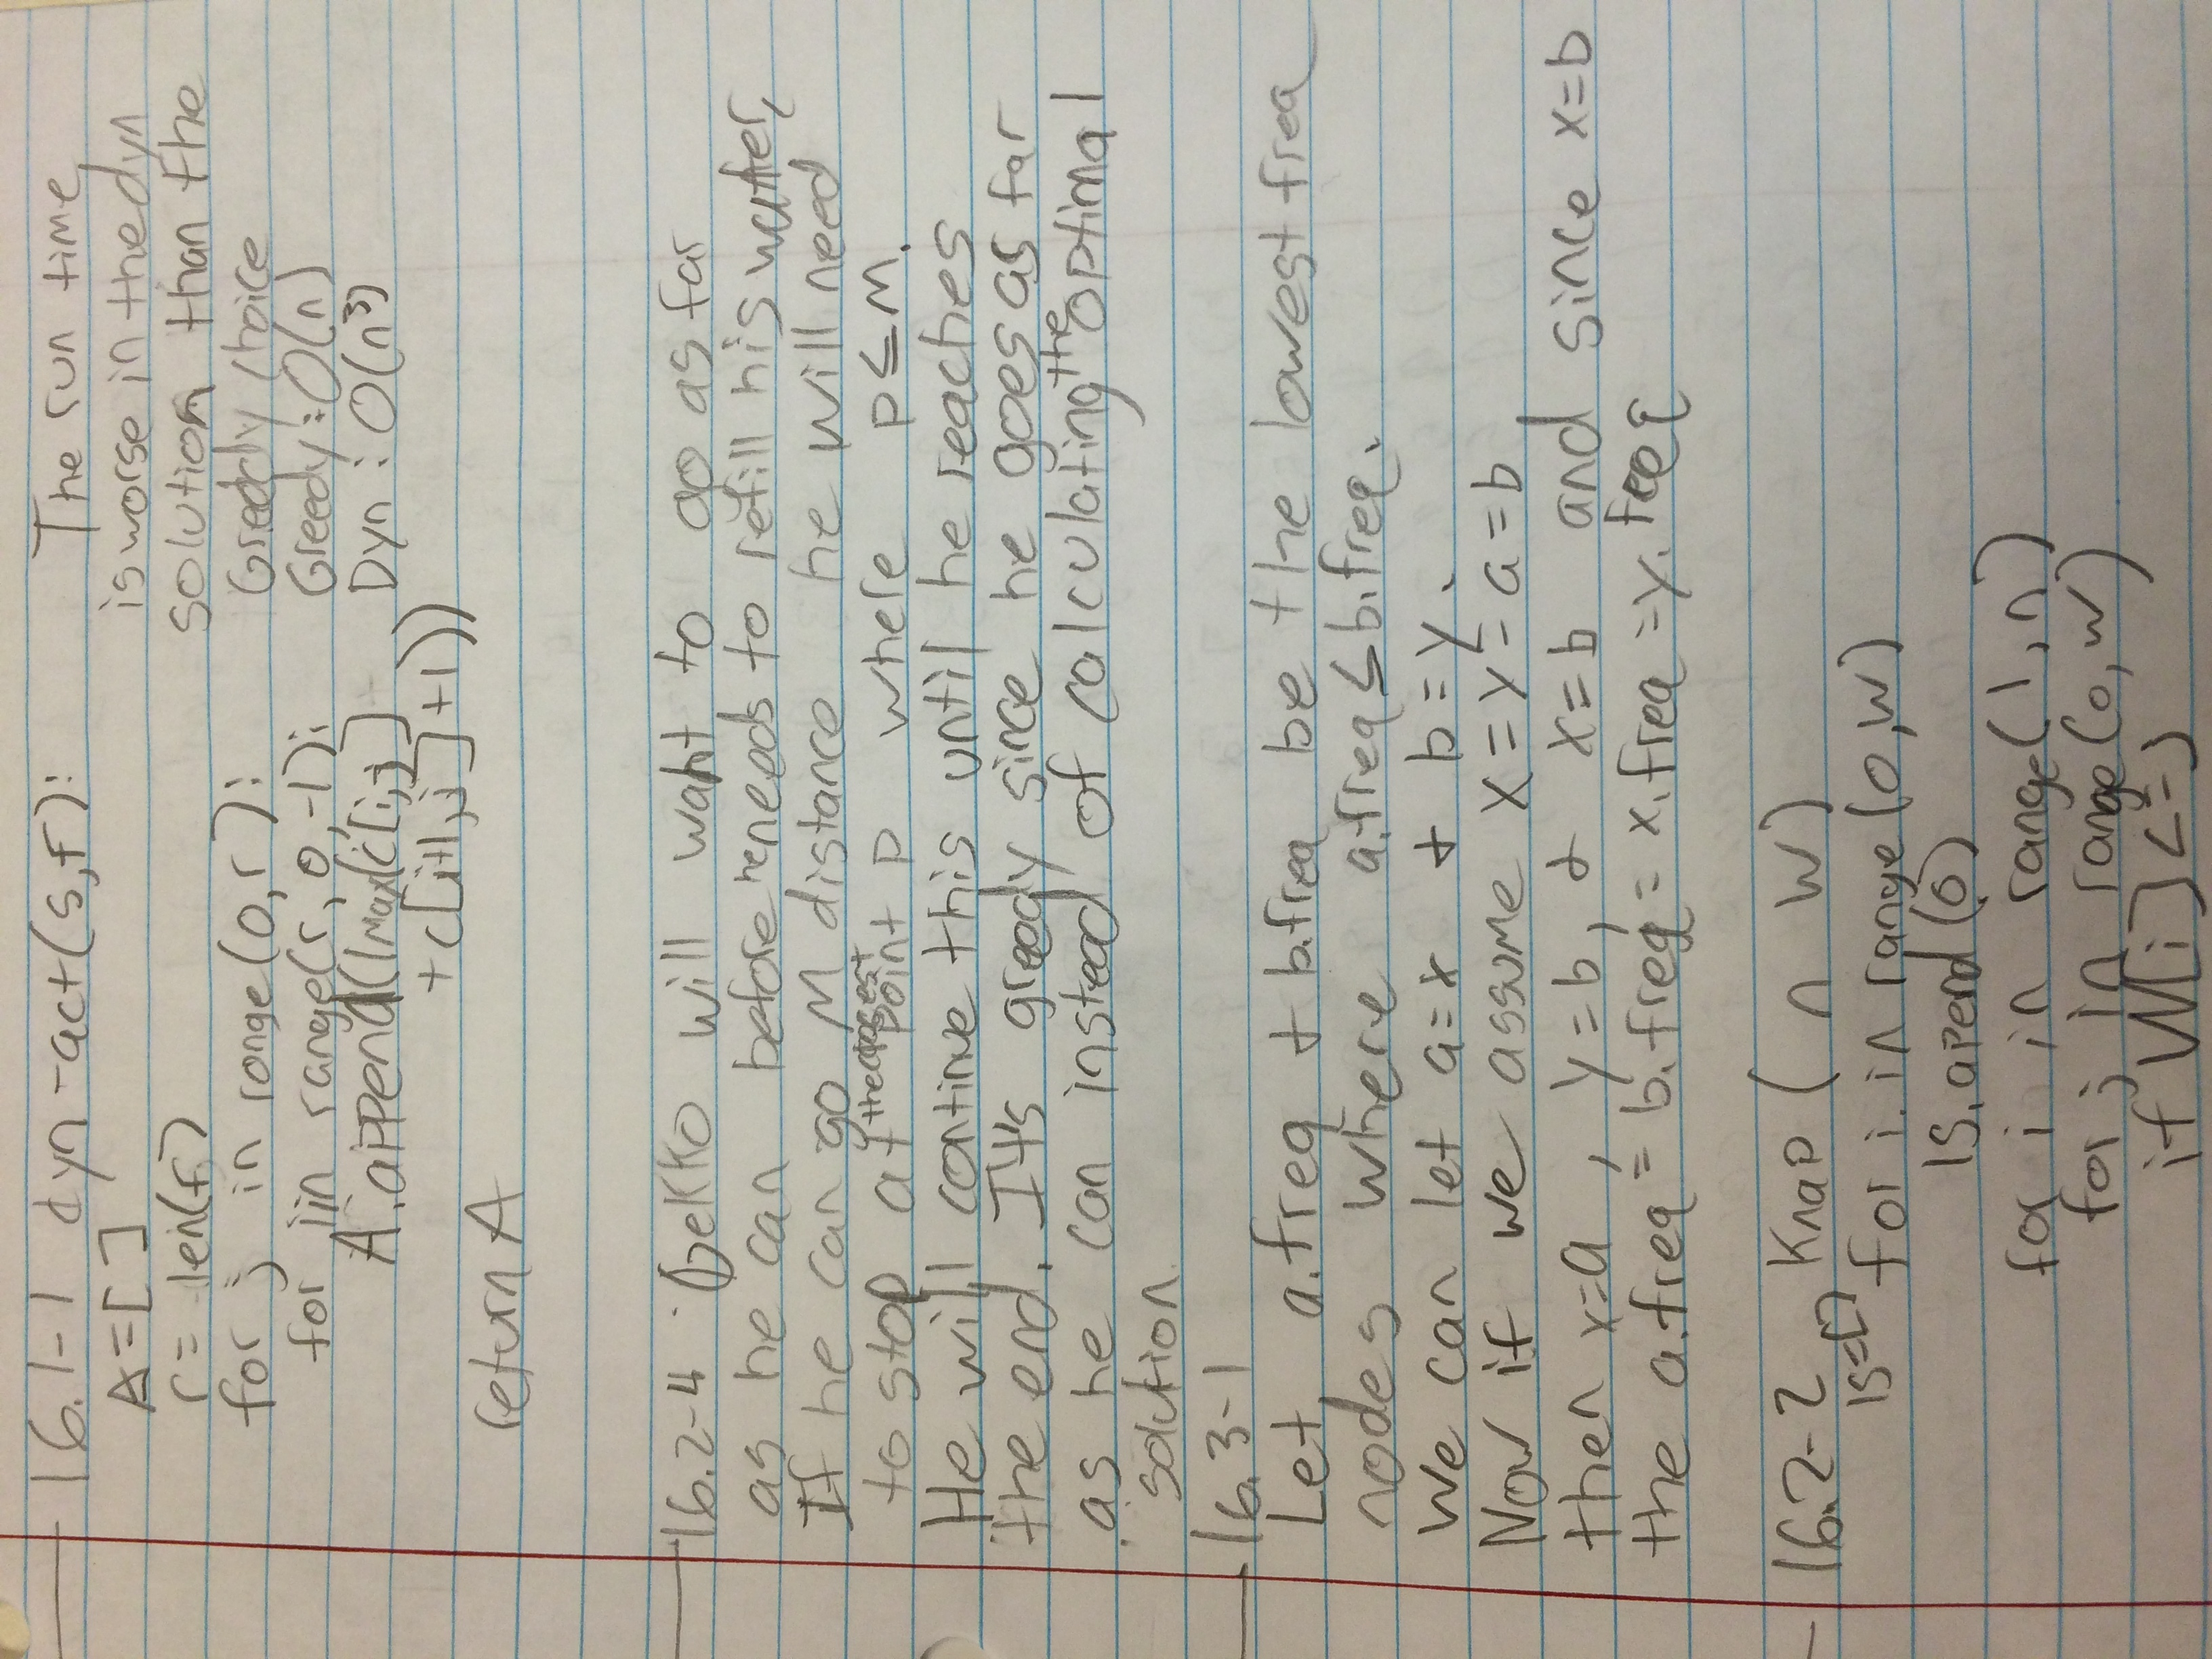 16.1-1 dyn-act(s,f):
A=[ ]
r = len(f)
for j in range(0,r):
for i in range(r, 0,-1):
A.append(max(c[i,j]
+c[i+1,j]+1))
return A
The run time
is worse in the dyn
solution than the
Greddy choice
Greedy: O(n)
Dyn: O(n³)
16.2-4 Gekko will want to go as far
as he can before he needs to refill his water,
If he can go M distance he will need
to stop at the closest point p where p≤M.
He will continue this until he reaches
the end. It's greedy since he goes as far
as he can instead of calculating the optimal
solution.
16.3-1
Let a.freq + b.freq be the lowest freq
nodes where a.freq≤b.freq.
We can let a=x + b=y.
Now if we assume x=y=a=b
then x=a, y=b, & x=b and since x=b
the a.freq = b.freq = x.freq = y.freq
16.2-2 Knap (n W)
ls=[]
for i in range(0,W)
ls.apend(0)
for i in range(1,n)
for j in range(0,W)
if W[i]<=j